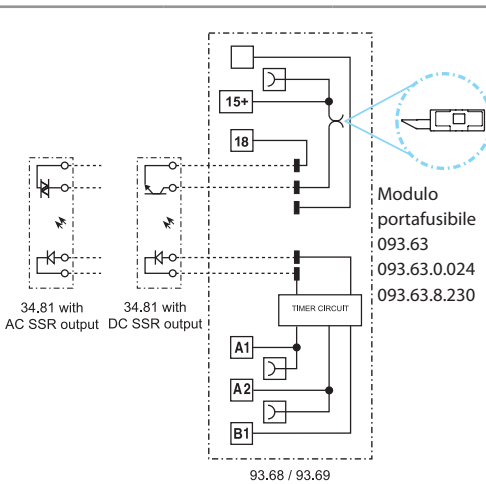 15+
18
Modulo
portafusibile
093.63
093.63.0.024
093.63.8.230
34.81 with
AC SSR output
34.81 with
DC SSR output
TIMER CIRCUIT
A1
A2
B1
93.68 / 93.69